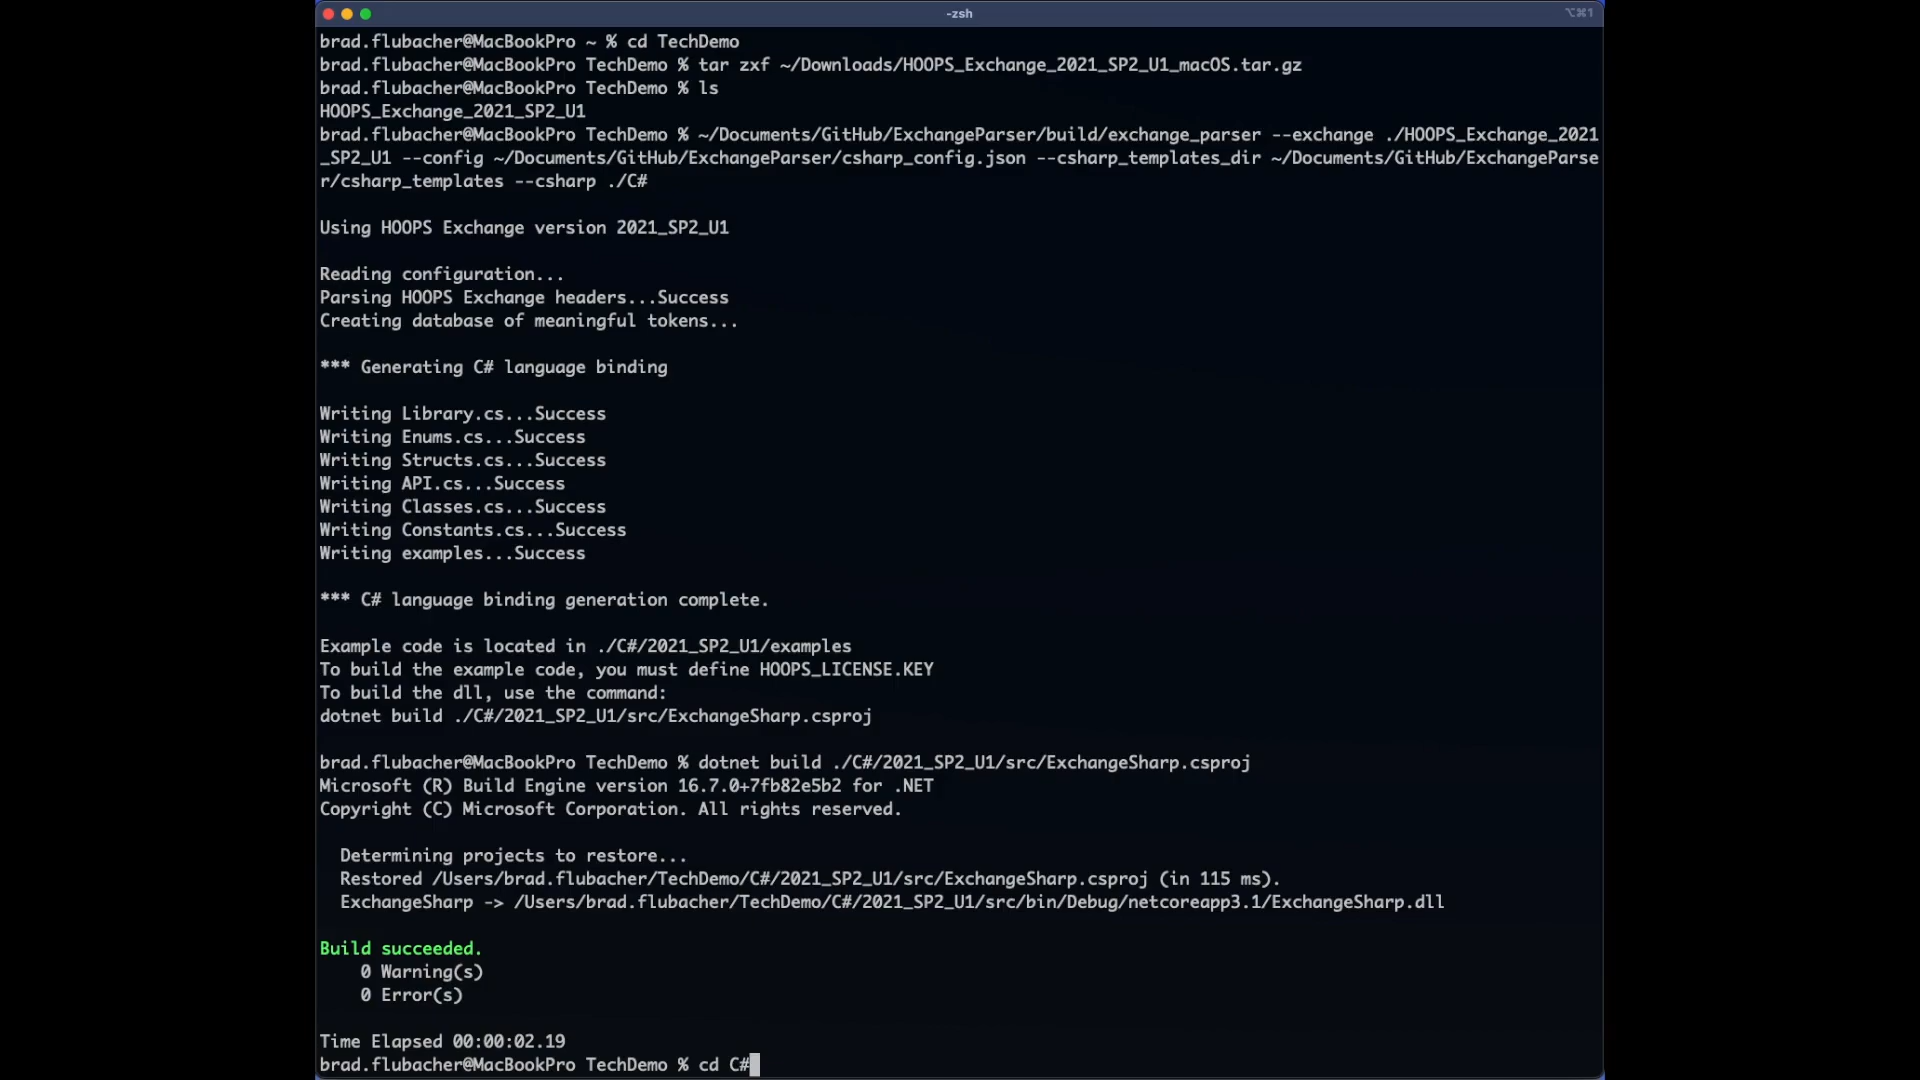 -zsh
⌥⌘1
brad.flubacher@MacBookPro ~ % cd TechDemo
brad.flubacher@MacBookPro TechDemo % tar zxf ~/Downloads/HOOPS_Exchange_2021_SP2_U1_macOS.tar.gz
brad.flubacher@MacBookPro TechDemo % ls
HOOPS_Exchange_2021_SP2_U1
brad.flubacher@MacBookPro TechDemo % ~/Documents/GitHub/ExchangeParser/build/exchange_parser --exchange ./HOOPS_Exchange_2021
_SP2_U1 --config ~/Documents/GitHub/ExchangeParser/csharp_config.json --csharp_templates_dir ~/Documents/GitHub/ExchangeParse
r/csharp_templates --csharp ./C#
Using HOOPS Exchange version 2021_SP2_U1
Reading configuration...
Parsing HOOPS Exchange headers...Success
Creating database of meaningful tokens...
*** Generating C# language binding
Writing Library.cs...Success
Writing Enums.cs...Success
Writing Structs.cs...Success
Writing API.cs...Success
Writing Classes.cs...Success
Writing Constants.cs...Success
Writing examples...Success
*** C# language binding generation complete.
Example code is located in ./C#/2021_SP2_U1/examples
To build the example code, you must define HOOPS_LICENSE.KEY
To build the dll, use the command:
dotnet build ./C#/2021_SP2_U1/src/ExchangeSharp.csproj
brad.flubacher@MacBookPro TechDemo % dotnet build ./C#/2021_SP2_U1/src/ExchangeSharp.csproj
Microsoft (R) Build Engine version 16.7.0+7fb82e5b2 for .NET
Copyright (C) Microsoft Corporation. All rights reserved.
Determining projects to restore...
Restored /Users/brad.flubacher/TechDemo/C#/2021_SP2_U1/src/ExchangeSharp.csproj (in 115 ms).
ExchangeSharp -> /Users/brad.flubacher/TechDemo/C#/2021_SP2_U1/src/bin/Debug/netcoreapp3.1/ExchangeSharp.dll
Build succeeded.
0 Warning(s)
0 Error(s)
Time Elapsed 00:00:02.19
brad.flubacher@MacBookPro TechDemo % cd C#